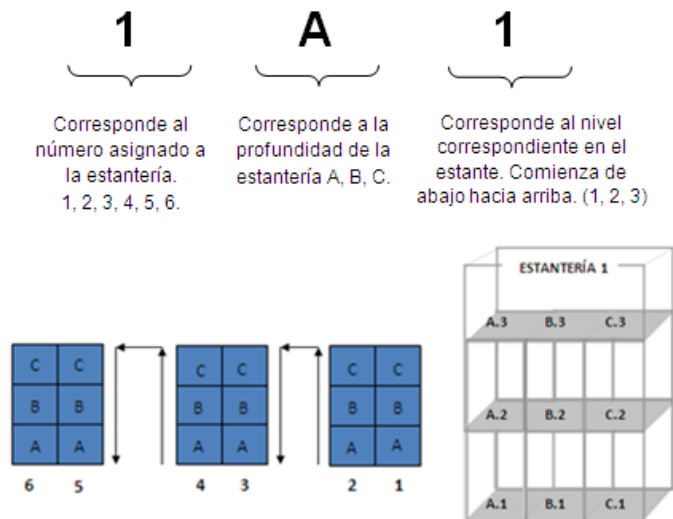 1 A 1
Corresponde al
número asignado a
la estantería.
1, 2, 3, 4, 5, 6.
Corresponde a la
profundidad de la
estantería A, B, C.
Corresponde al nivel
correspondiente en el
estante. Comienza de
abajo hacia arriba. (1, 2, 3)
C C
B B
A A
6 5
C C
B B
A A
4 3
C C
B B
A A
2 1
ESTANTERÍA 1
A.3 B.3 C.3
A.2 B.2 C.2
A.1 B.1 C.1